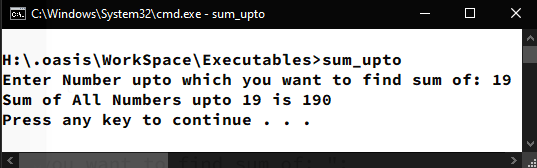 C:\Windows\System32\cmd.exe - sum_upto
H:\.oasis\WorkSpace\Executables>sum_upto
Enter Number upto which you want to find sum of: 19
Sum of All Numbers upto 19 is 190
Press any key to continue . . .
you want to find sum of: ";